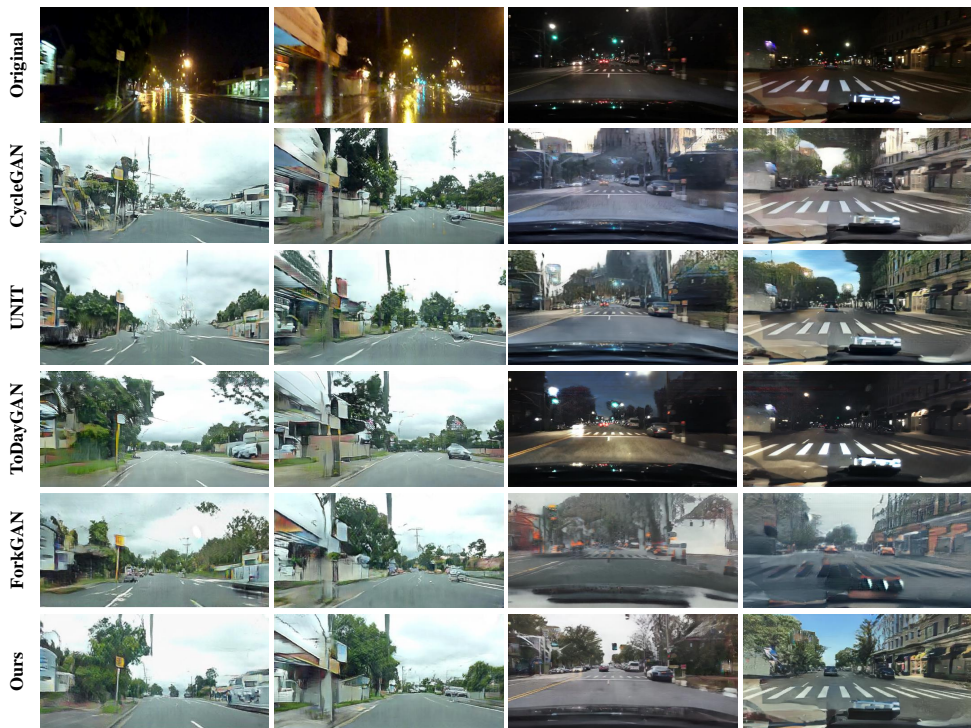 Original
CycleGAN
UNIT
ToDayGAN
ForkGAN
Ours